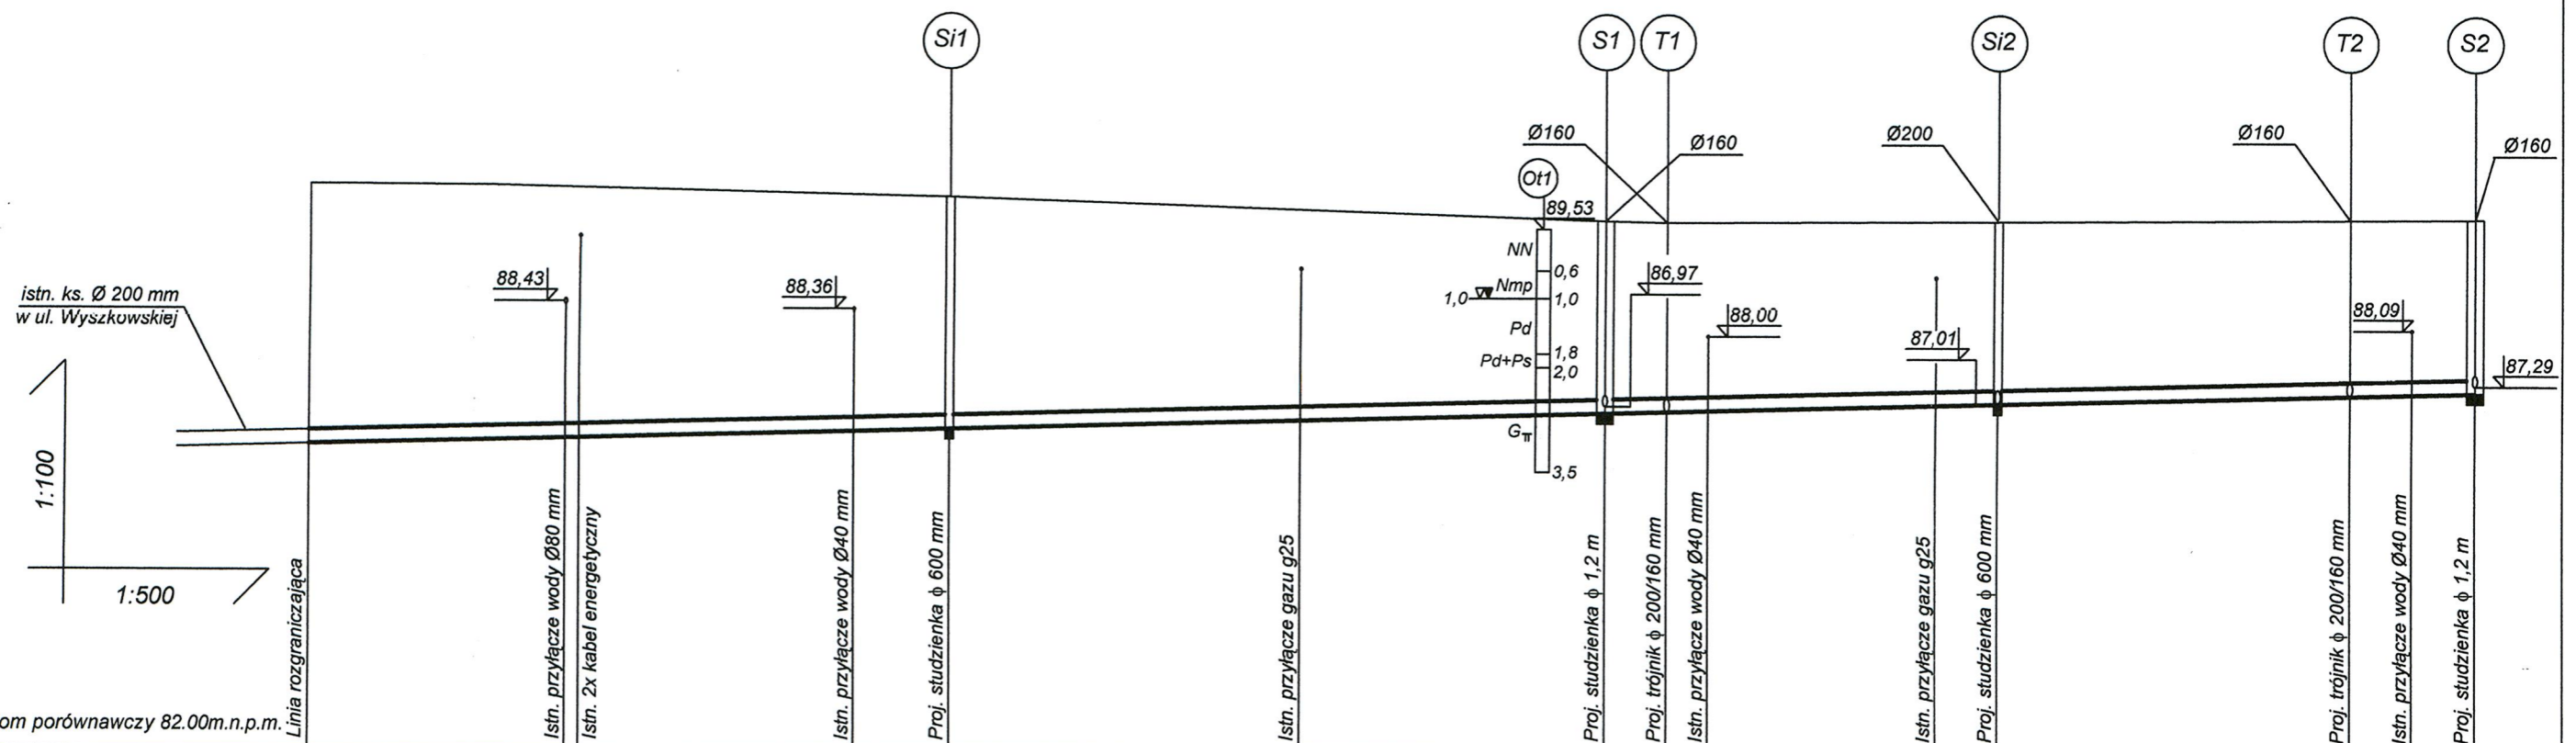 Si1
S1
T1
Si2
T2
S2
Ø160
Ø160
Ø200
Ø160
Ø160
Ot1
89,53
NN
0,6
Nmp
1,0
1,0
Pd
1,8
Pd+Ps
2,0
Gπ
3,5
88,43
88,36
86,97
88,00
87,01
88,09
87,29
istn. ks. Ø 200 mm
w ul. Wyszkowskiej
1:100
1:500
Linia rozgraniczająca
Istn. przyłącze wody Ø80 mm
Istn. 2x kabel energetyczny
Istn. przyłącze wody Ø40 mm
Proj. studzienka ϕ 600 mm
Istn. przyłącze gazu g25
Proj. studzienka ϕ 1,2 m
Proj. trójnik ϕ 200/160 mm
Istn. przyłącze wody Ø40 mm
Istn. przyłącze gazu g25
Proj. studzienka ϕ 600 mm
Proj. trójnik ϕ 200/160 mm
Istn. przyłącze wody Ø40 mm
Proj. studzienka ϕ 1,2 m
om porównawczy 82.00m.n.p.m.